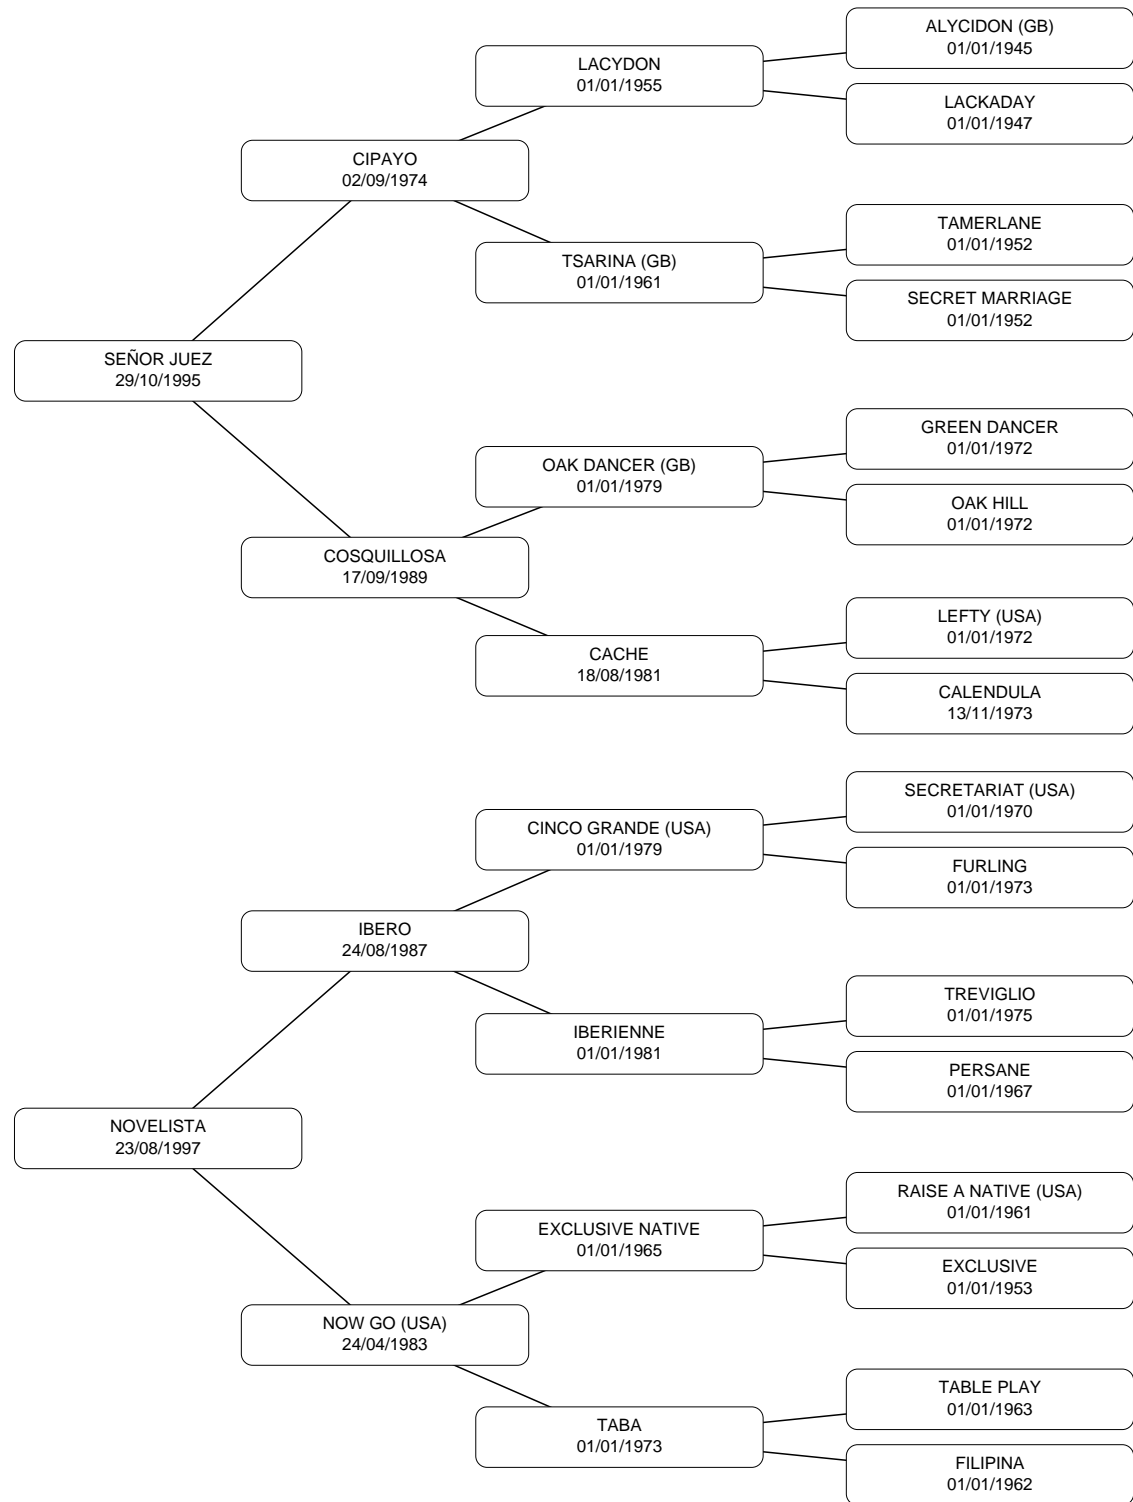 ALYCIDON (GB)
01/01/1945
LACYDON
01/01/1955
LACKADAY
01/01/1947
CIPAYO
02/09/1974
TAMERLANE
01/01/1952
TSARINA (GB)
01/01/1961
SECRET MARRIAGE
01/01/1952
SEÑOR JUEZ
29/10/1995
GREEN DANCER
01/01/1972
OAK DANCER (GB)
01/01/1979
OAK HILL
01/01/1972
COSQUILLOSA
17/09/1989
LEFTY (USA)
01/01/1972
CACHE
18/08/1981
CALENDULA
13/11/1973
SECRETARIAT (USA)
01/01/1970
CINCO GRANDE (USA)
01/01/1979
FURLING
01/01/1973
IBERO
24/08/1987
TREVIGLIO
01/01/1975
IBERIENNE
01/01/1981
PERSANE
01/01/1967
NOVELISTA
23/08/1997
RAISE A NATIVE (USA)
01/01/1961
EXCLUSIVE NATIVE
01/01/1965
EXCLUSIVE
01/01/1953
NOW GO (USA)
24/04/1983
TABLE PLAY
01/01/1963
TABA
01/01/1973
FILIPINA
01/01/1962